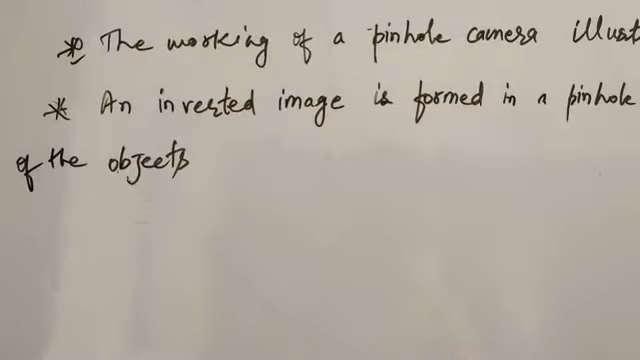 * The working of a pinhole camera illust
* An inverted image is formed in a pinhole
of the objects